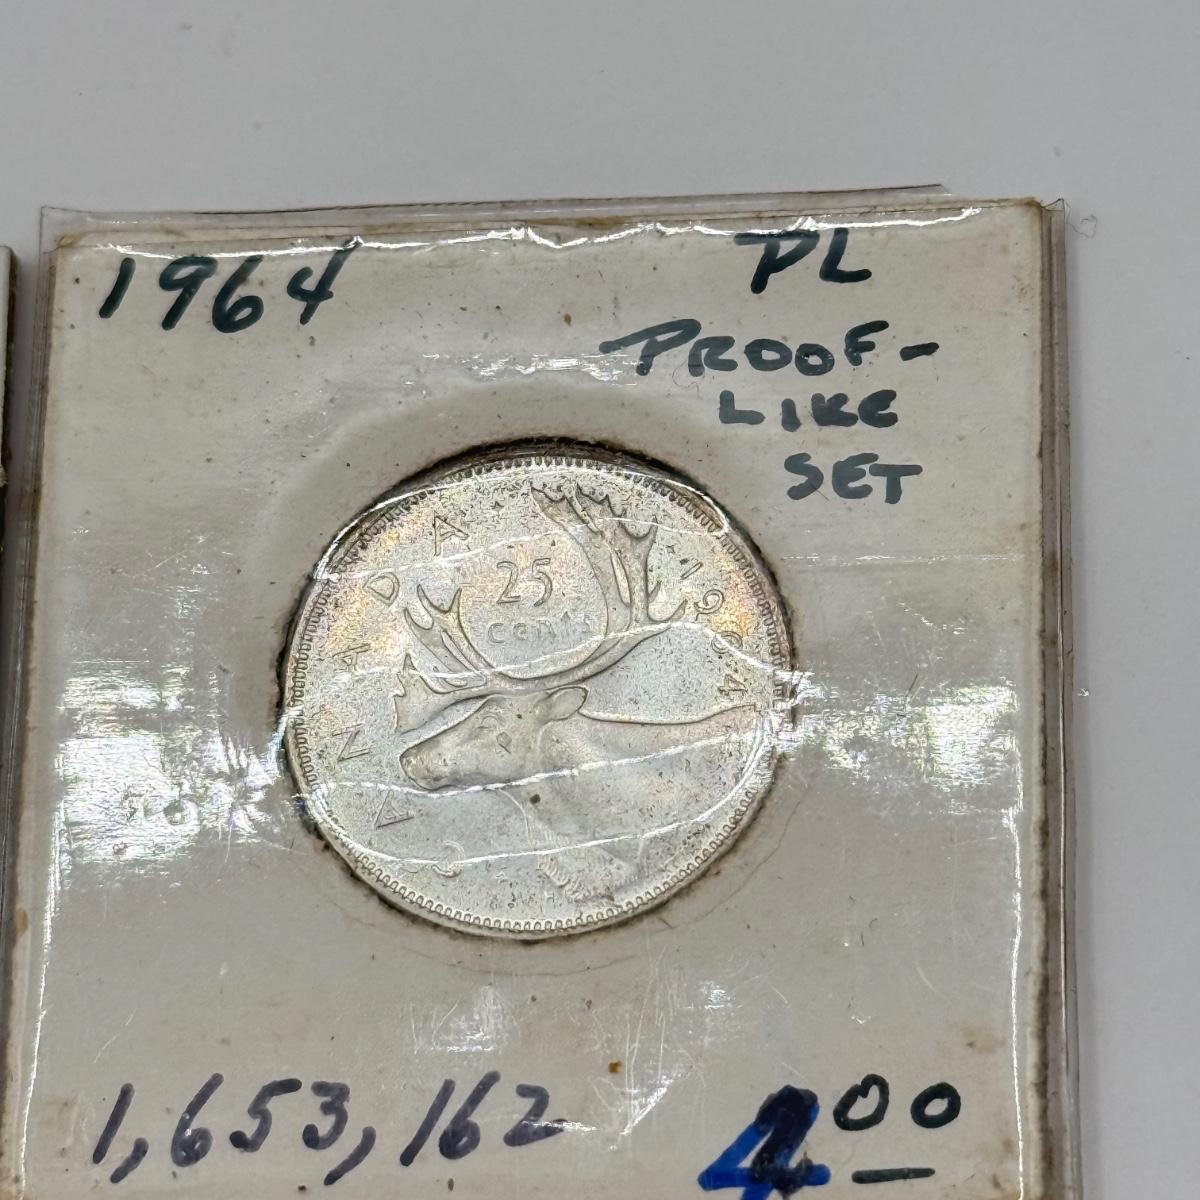 1964
PL
PROOF-
LIKE
SET
25
cents
CANADA
1964
1,653,162
4.00